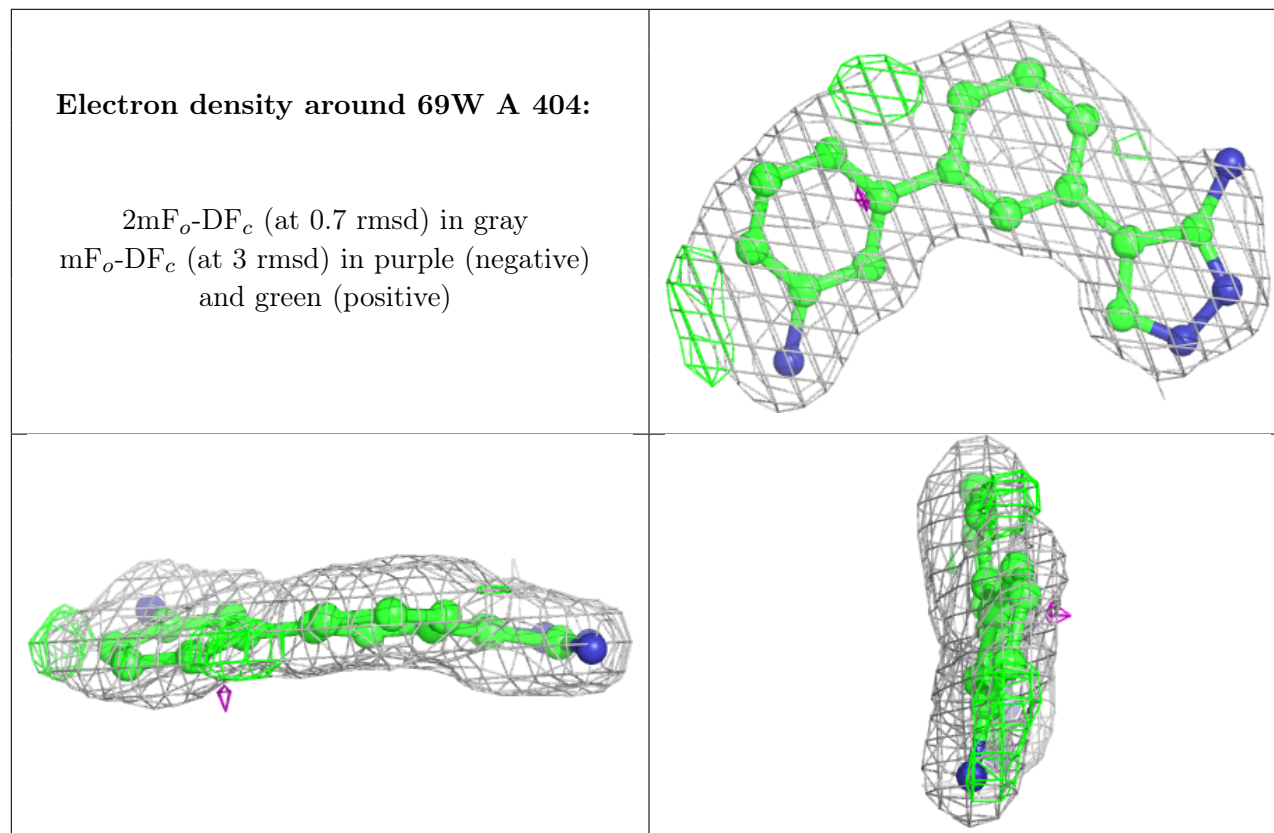 Electron density around 69W A 404:
2mFₒ-DF𝒸 (at 0.7 rmsd) in gray
mFₒ-DF𝒸 (at 3 rmsd) in purple (negative)
and green (positive)